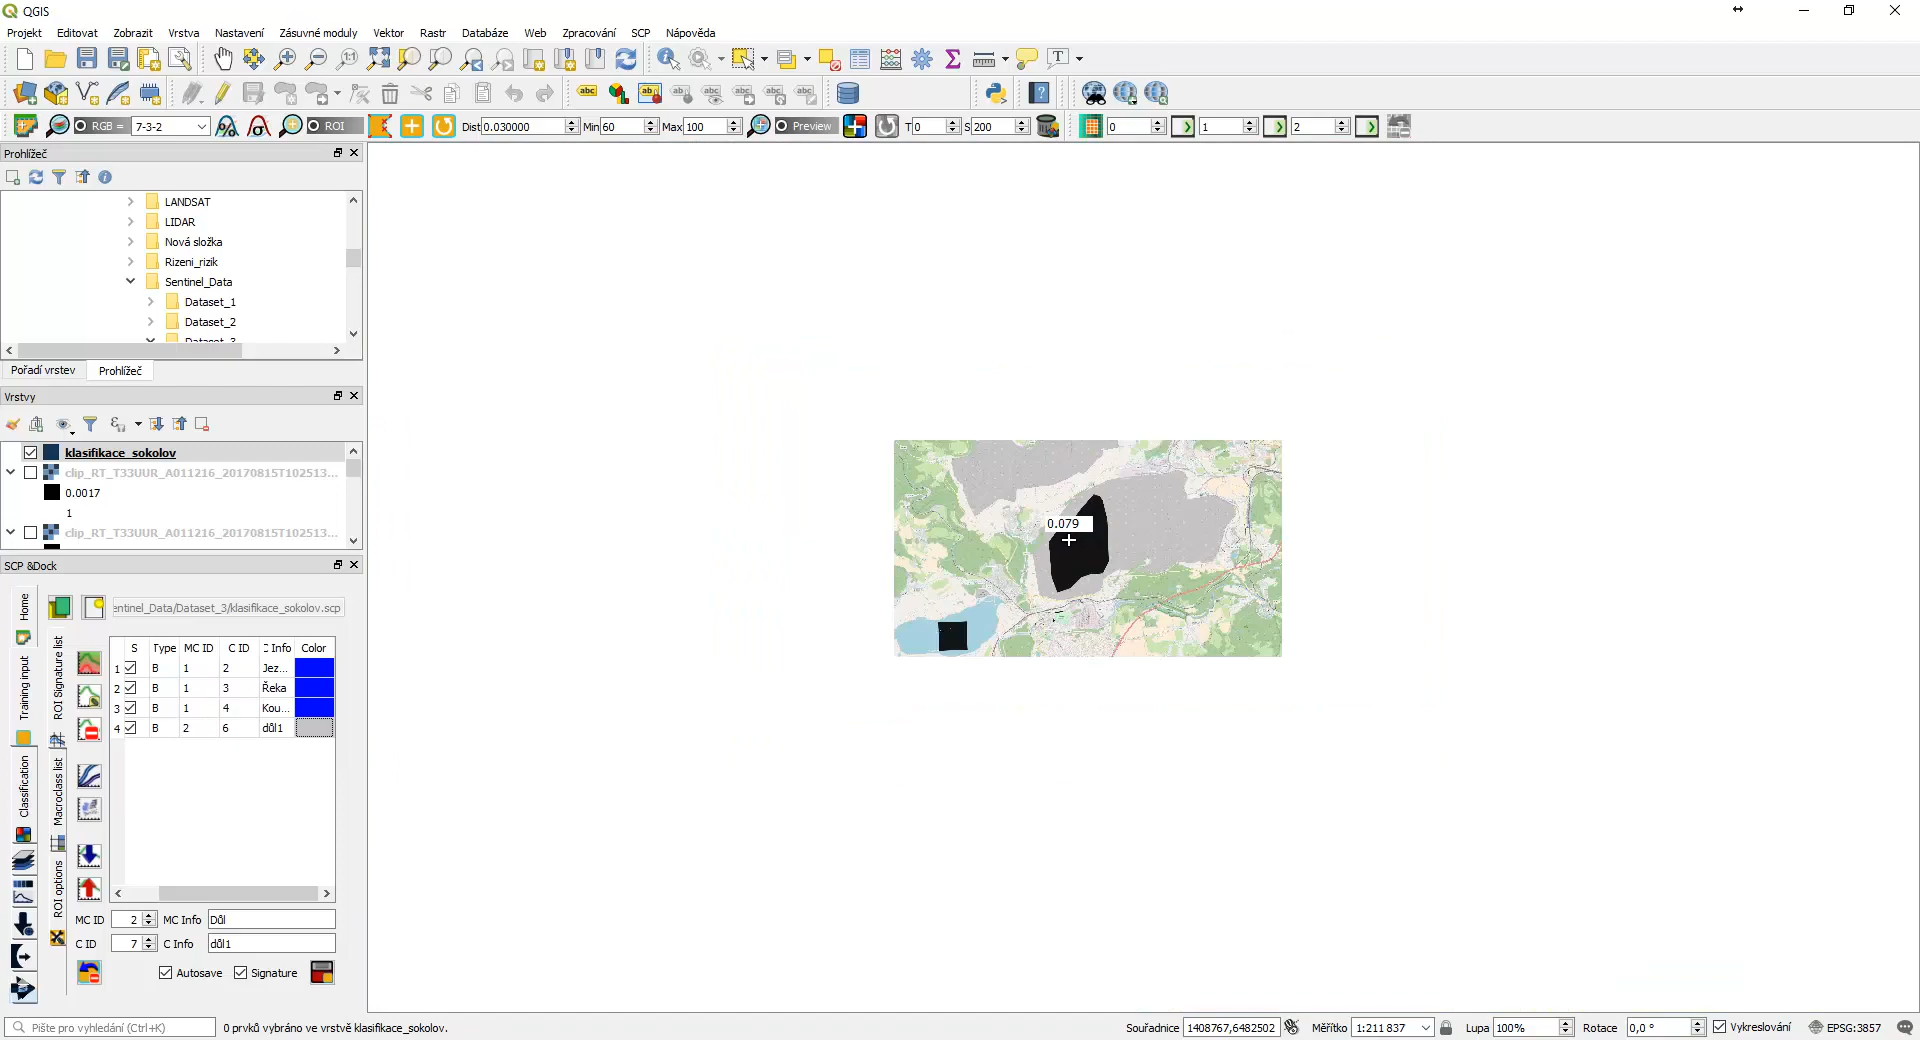 QGIS
Projekt Editovat Zobrazit Vrstva Nastavení Zásuvné moduly Vektor Rastr Databáze Web Zpracování SCP Nápověda
RGB = 7-3-2 ROI Dist 0.030000 Min 60 Max 100 Preview T 0 S 200 0 1 2
Prohlížeč
LANDSAT
LIDAR
Nová složka
Rizeni_rizik
Sentinel_Data
Dataset_1
Dataset_2
Dataset_3
Pořadí vrstev Prohlížeč
Vrstvy
klasifikace_sokolov
clip_RT_T33UUR_A011216_20170815T102513...
0.0017
1
clip_RT_T33UUR_A011216_20170815T102513...
SCP &Dock
Home
Training input
Classification
ROI Signature list
Macroclass list
ROI options
entinel_Data/Dataset_3/klasifikace_sokolov.scp
S Type MC ID C ID C Info Color
1 B 1 2 Jez...
2 B 1 3 Řeka
3 B 1 4 Kou...
4 B 2 6 důl1
MC ID 2 MC Info Důl
C ID 7 C Info důl1
Autosave Signature
0.079
Pište pro vyhledání (Ctrl+K) 0 prvků vybráno ve vrstvě klasifikace_sokolov. Souřadnice 1408767,6482502 Měřítko 1:211 837 Lupa 100% Rotace 0,0 ° Vykreslování EPSG:3857